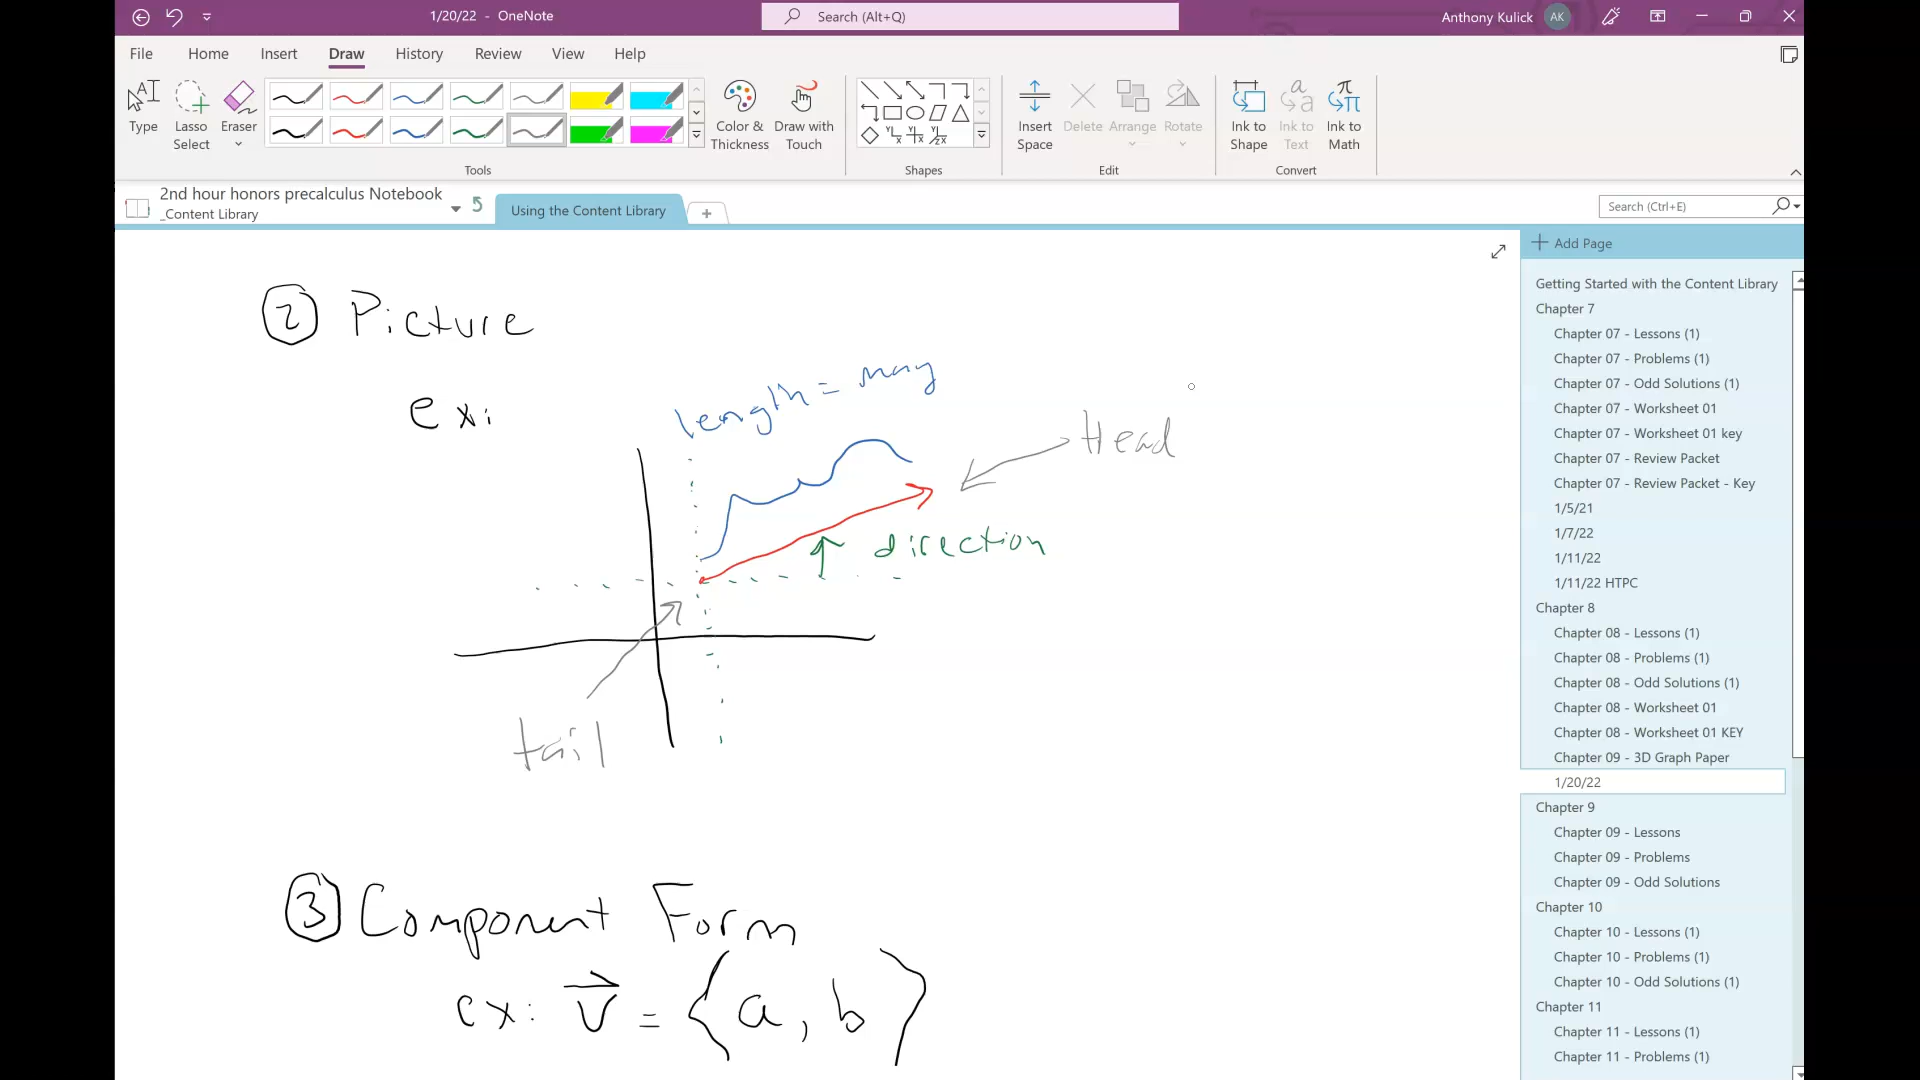 1/20/22 - OneNote
Search (Alt+Q)
Anthony Kulick AK
File Home Insert Draw History Review View Help
Type
Lasso Select
Eraser
Color & Thickness
Draw with Touch
Insert Space
Delete
Arrange
Rotate
Ink to Shape
Ink to Text
Ink to Math
Tools Shapes Edit Convert
2nd hour honors precalculus Notebook
_Content Library
Using the Content Library
Search (Ctrl+E)
② Picture
ex:
length = mag
Head
direction
tail
③ Component Form
ex: v⃗ = ⟨a, b⟩
Add Page
Getting Started with the Content Library
Chapter 7
Chapter 07 - Lessons (1)
Chapter 07 - Problems (1)
Chapter 07 - Odd Solutions (1)
Chapter 07 - Worksheet 01
Chapter 07 - Worksheet 01 key
Chapter 07 - Review Packet
Chapter 07 - Review Packet - Key
1/5/21
1/7/22
1/11/22
1/11/22 HTPC
Chapter 8
Chapter 08 - Lessons (1)
Chapter 08 - Problems (1)
Chapter 08 - Odd Solutions (1)
Chapter 08 - Worksheet 01
Chapter 08 - Worksheet 01 KEY
Chapter 09 - 3D Graph Paper
1/20/22
Chapter 9
Chapter 09 - Lessons
Chapter 09 - Problems
Chapter 09 - Odd Solutions
Chapter 10
Chapter 10 - Lessons (1)
Chapter 10 - Problems (1)
Chapter 10 - Odd Solutions (1)
Chapter 11
Chapter 11 - Lessons (1)
Chapter 11 - Problems (1)